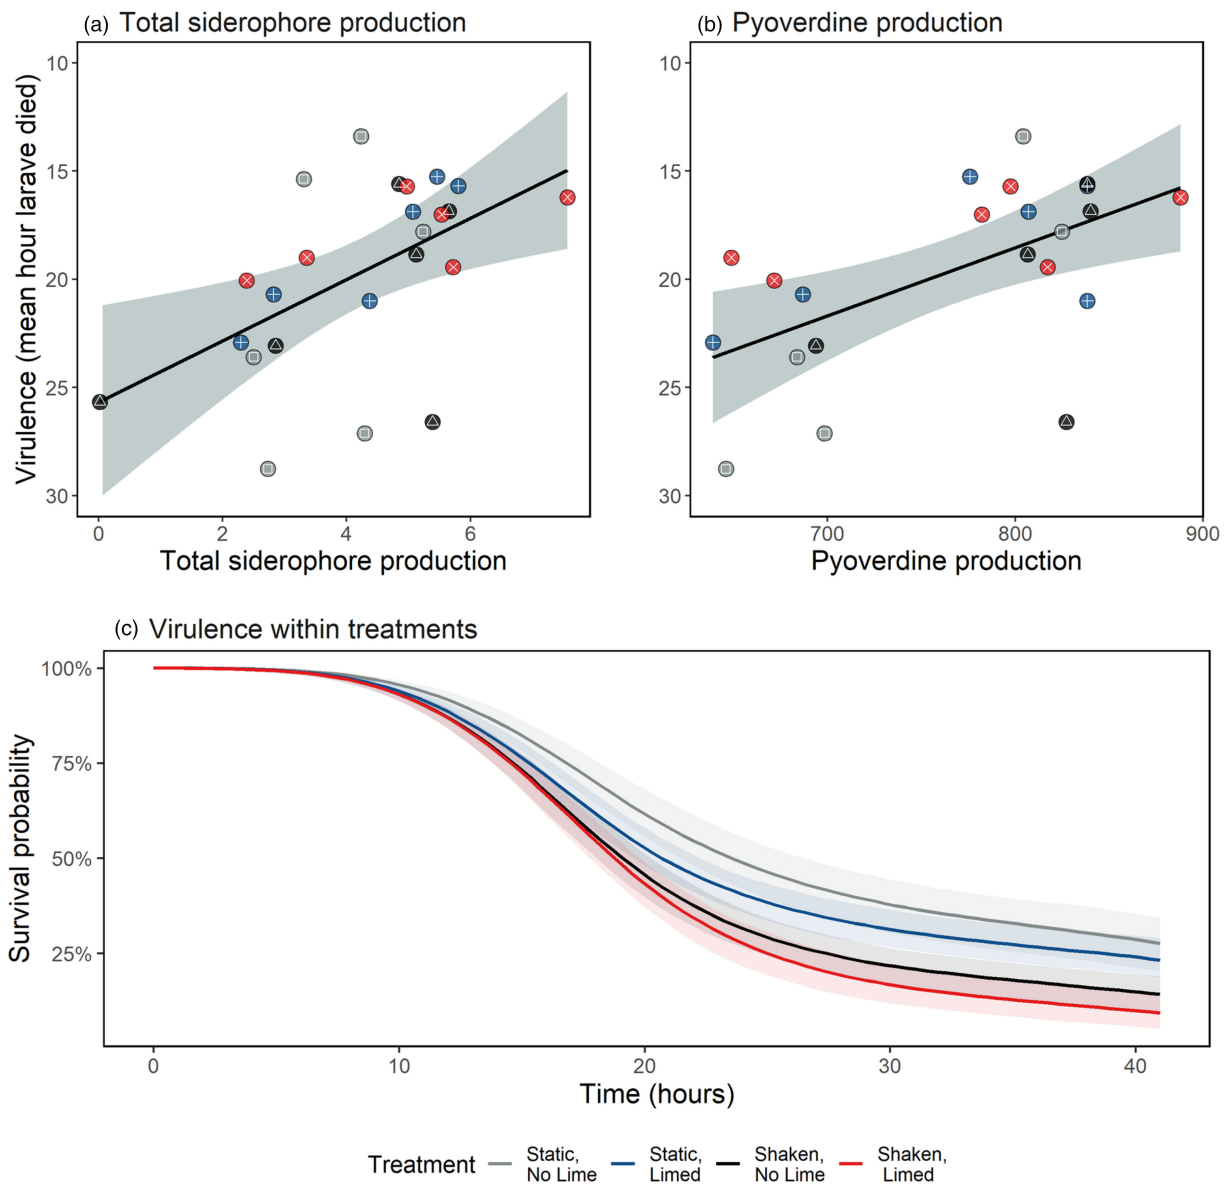 (a) Total siderophore production
(b) Pyoverdine production
Virulence (mean hour larave died)
10
15
20
25
30
0 2 4 6
Total siderophore production
10
15
20
25
30
700 800 900
Pyoverdine production
(c) Virulence within treatments
Survival probability
100%
75%
50%
25%
0 10 20 30 40
Time (hours)
Treatment
Static,
No Lime
Static,
Limed
Shaken,
No Lime
Shaken,
Limed